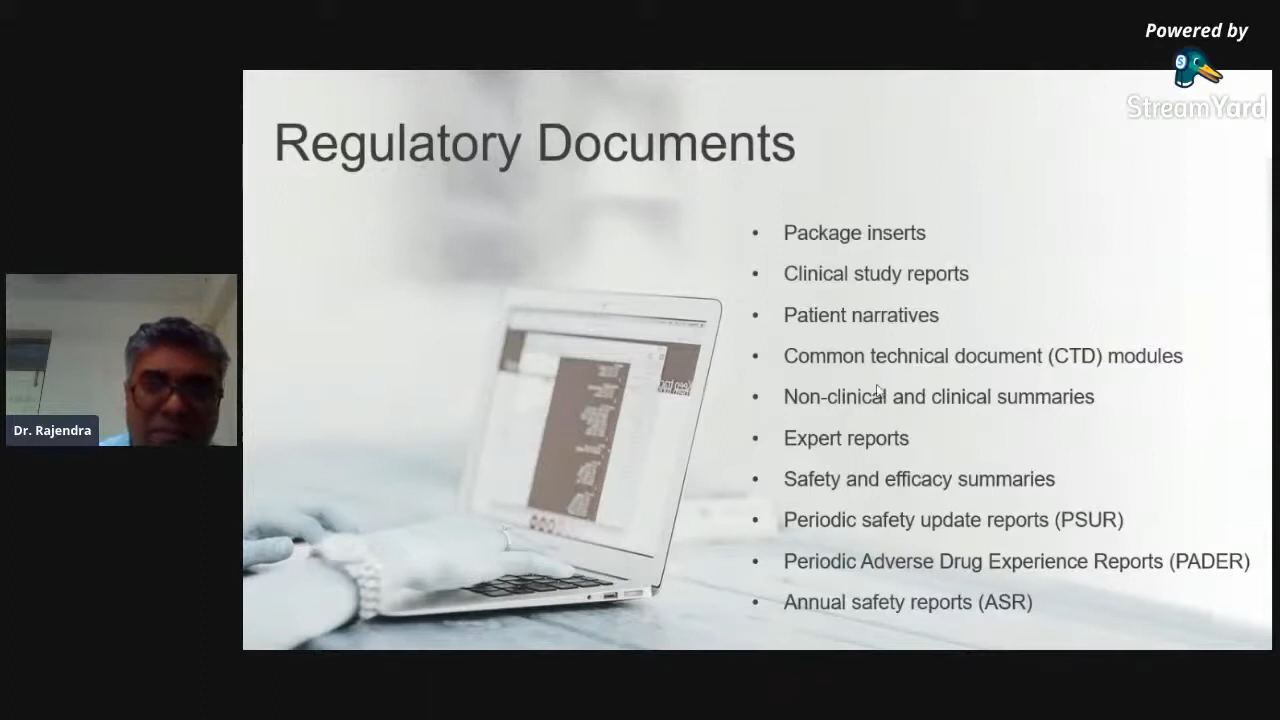 Powered by
StreamYard
Regulatory Documents
• Package inserts
• Clinical study reports
• Patient narratives
• Common technical document (CTD) modules
• Non-clinical and clinical summaries
• Expert reports
• Safety and efficacy summaries
• Periodic safety update reports (PSUR)
• Periodic Adverse Drug Experience Reports (PADER)
• Annual safety reports (ASR)
Dr. Rajendra